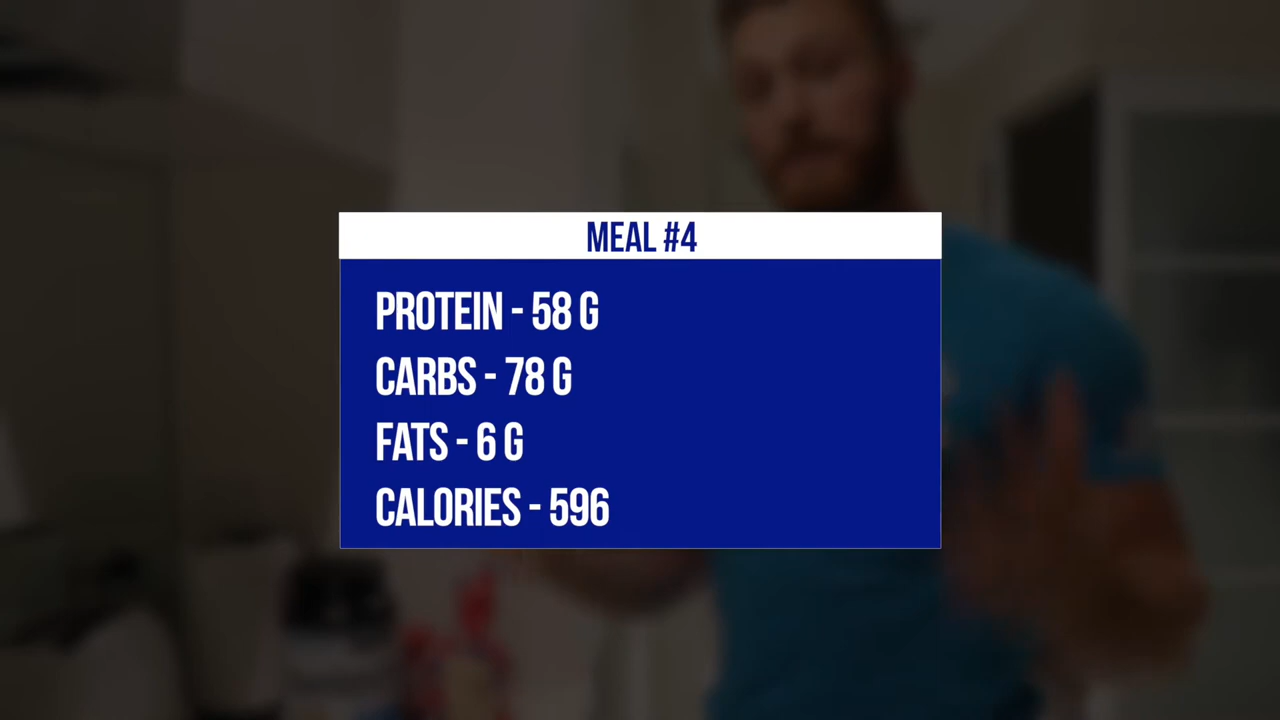 MEAL #4
PROTEIN - 58 G
CARBS - 78 G
FATS - 6 G
CALORIES - 596